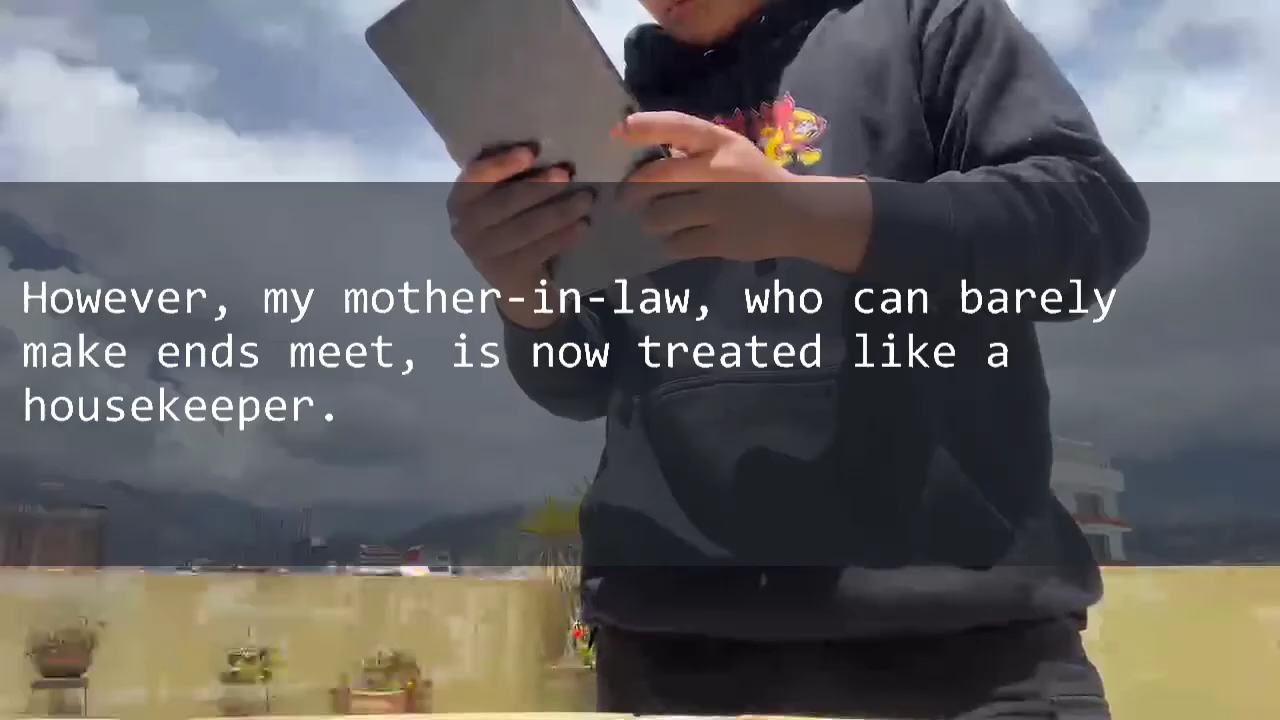 However, my mother-in-law, who can barely
make ends meet, is now treated like a
housekeeper.